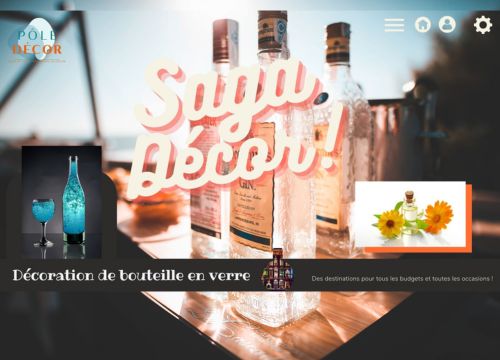 PÔLE
DÉCOR
Saga
Décor !
GIN.
Décoration de bouteille en verre
Des destinations pour tous les budgets et toutes les occasions !